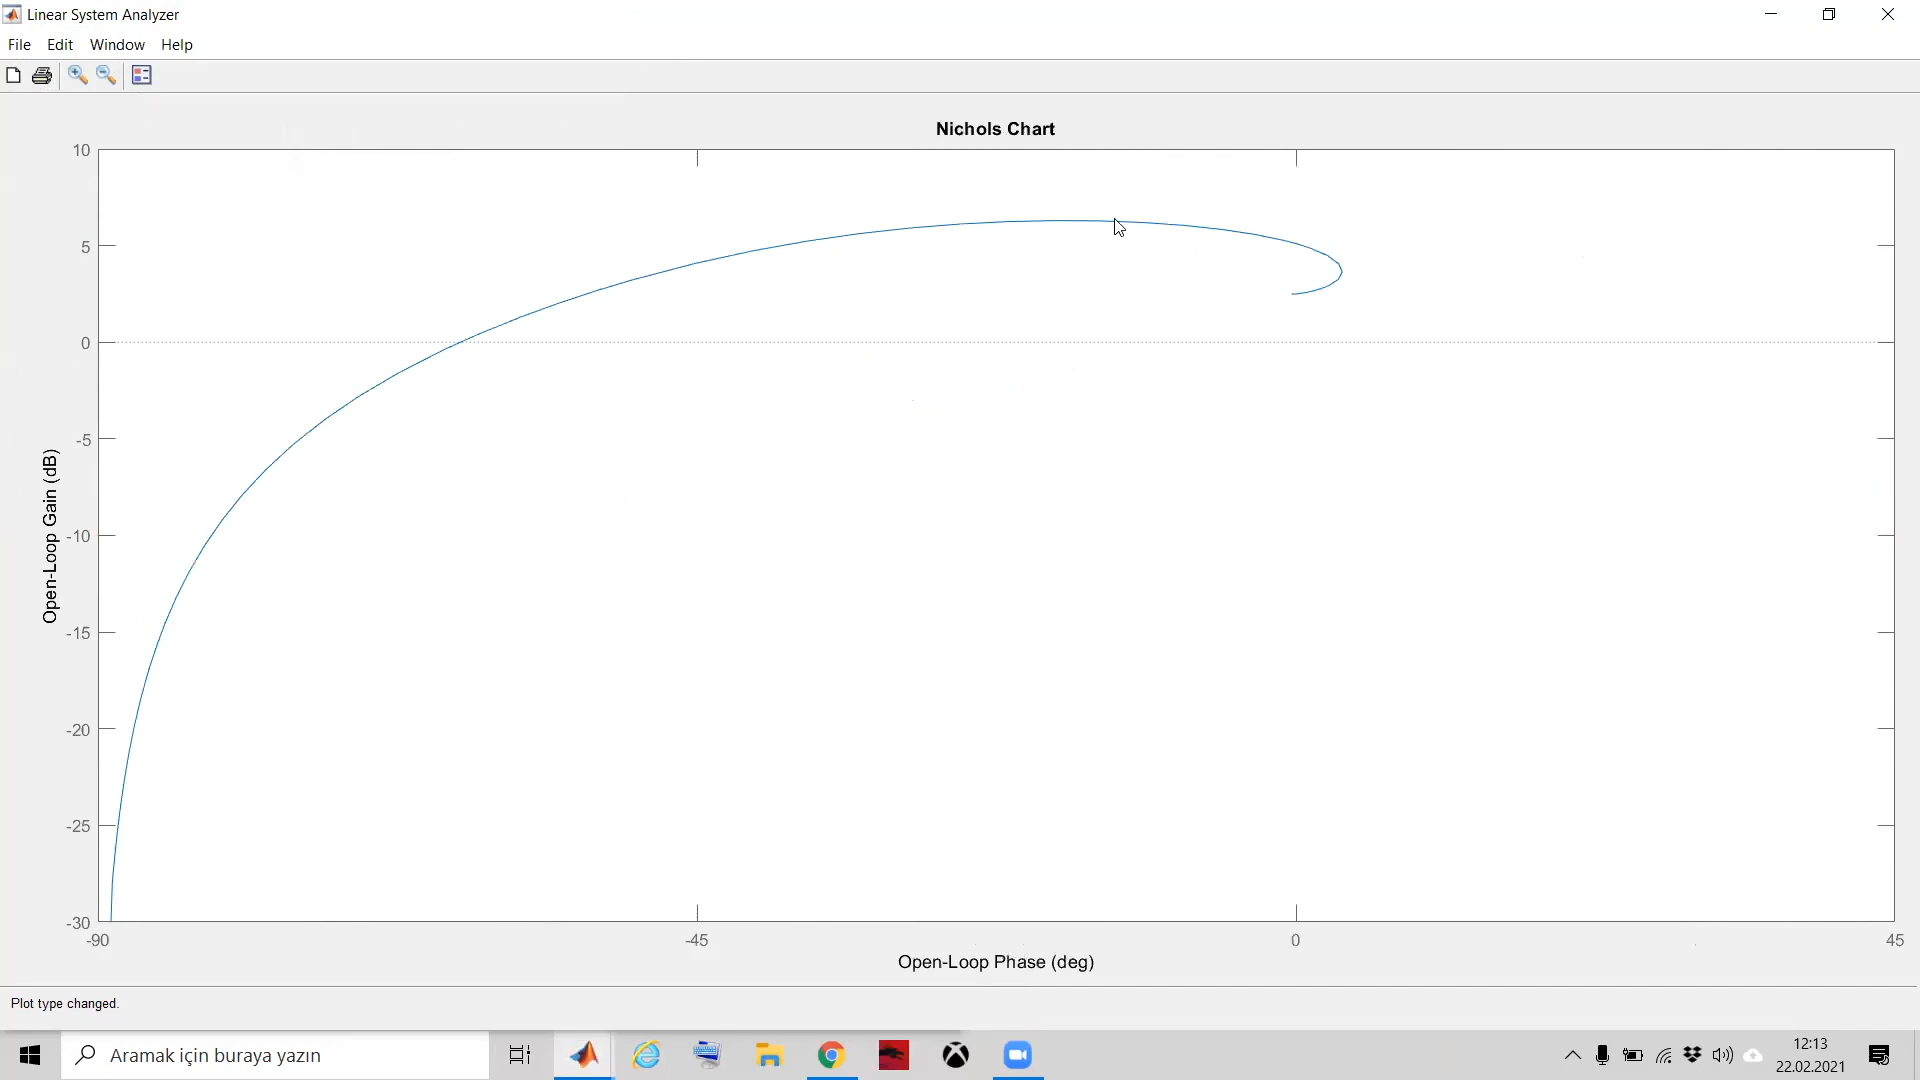 Linear System Analyzer
File Edit Window Help
Nichols Chart
10
5
0
-5
-10
-15
-20
-25
-30
Open-Loop Gain (dB)
-90 -45 0 45
Open-Loop Phase (deg)
Plot type changed.
Aramak için buraya yazın
12:13
22.02.2021